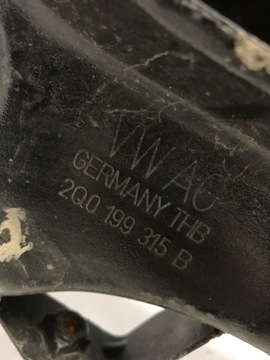 VW AG
GERMANY THB
2Q0 199 315 B